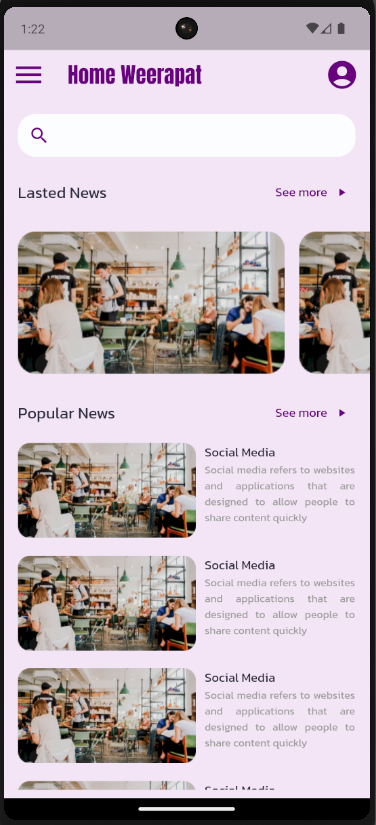 1:22
Home Weerapat
Lasted News
See more
Popular News
See more
Social Media
Social media refers to websites
and applications that are
designed to allow people to
share content quickly
Social Media
Social media refers to websites
and applications that are
designed to allow people to
share content quickly
Social Media
Social media refers to websites
and applications that are
designed to allow people to
share content quickly
Social Media